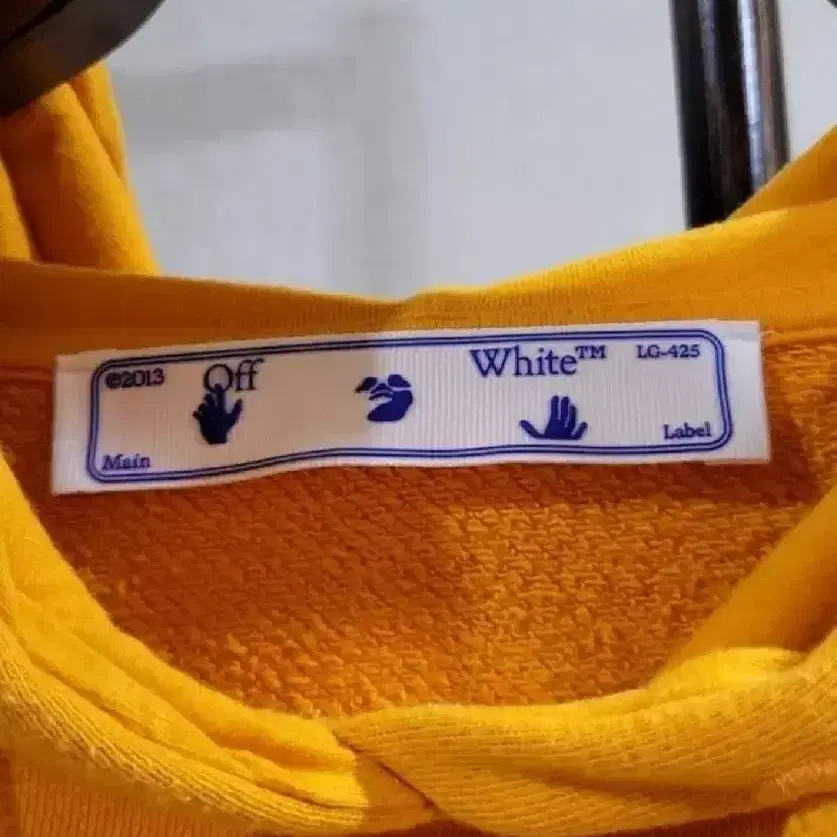 ©2013 Off White™ LG-425
Main Label